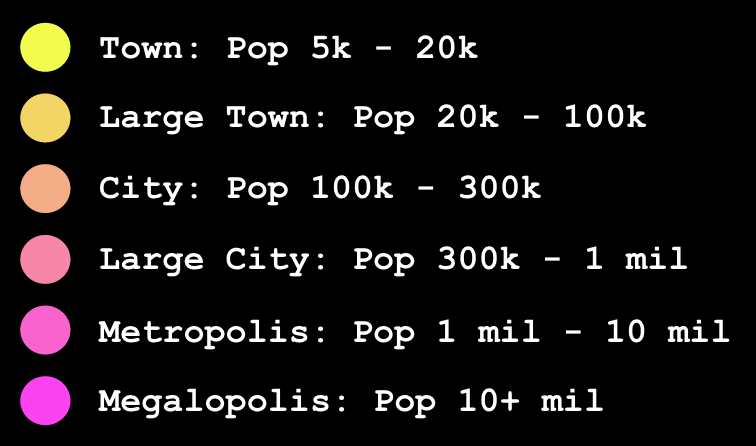 Town: Pop 5k - 20k
Large Town: Pop 20k - 100k
City: Pop 100k - 300k
Large City: Pop 300k - 1 mil
Metropolis: Pop 1 mil - 10 mil
Megalopolis: Pop 10+ mil